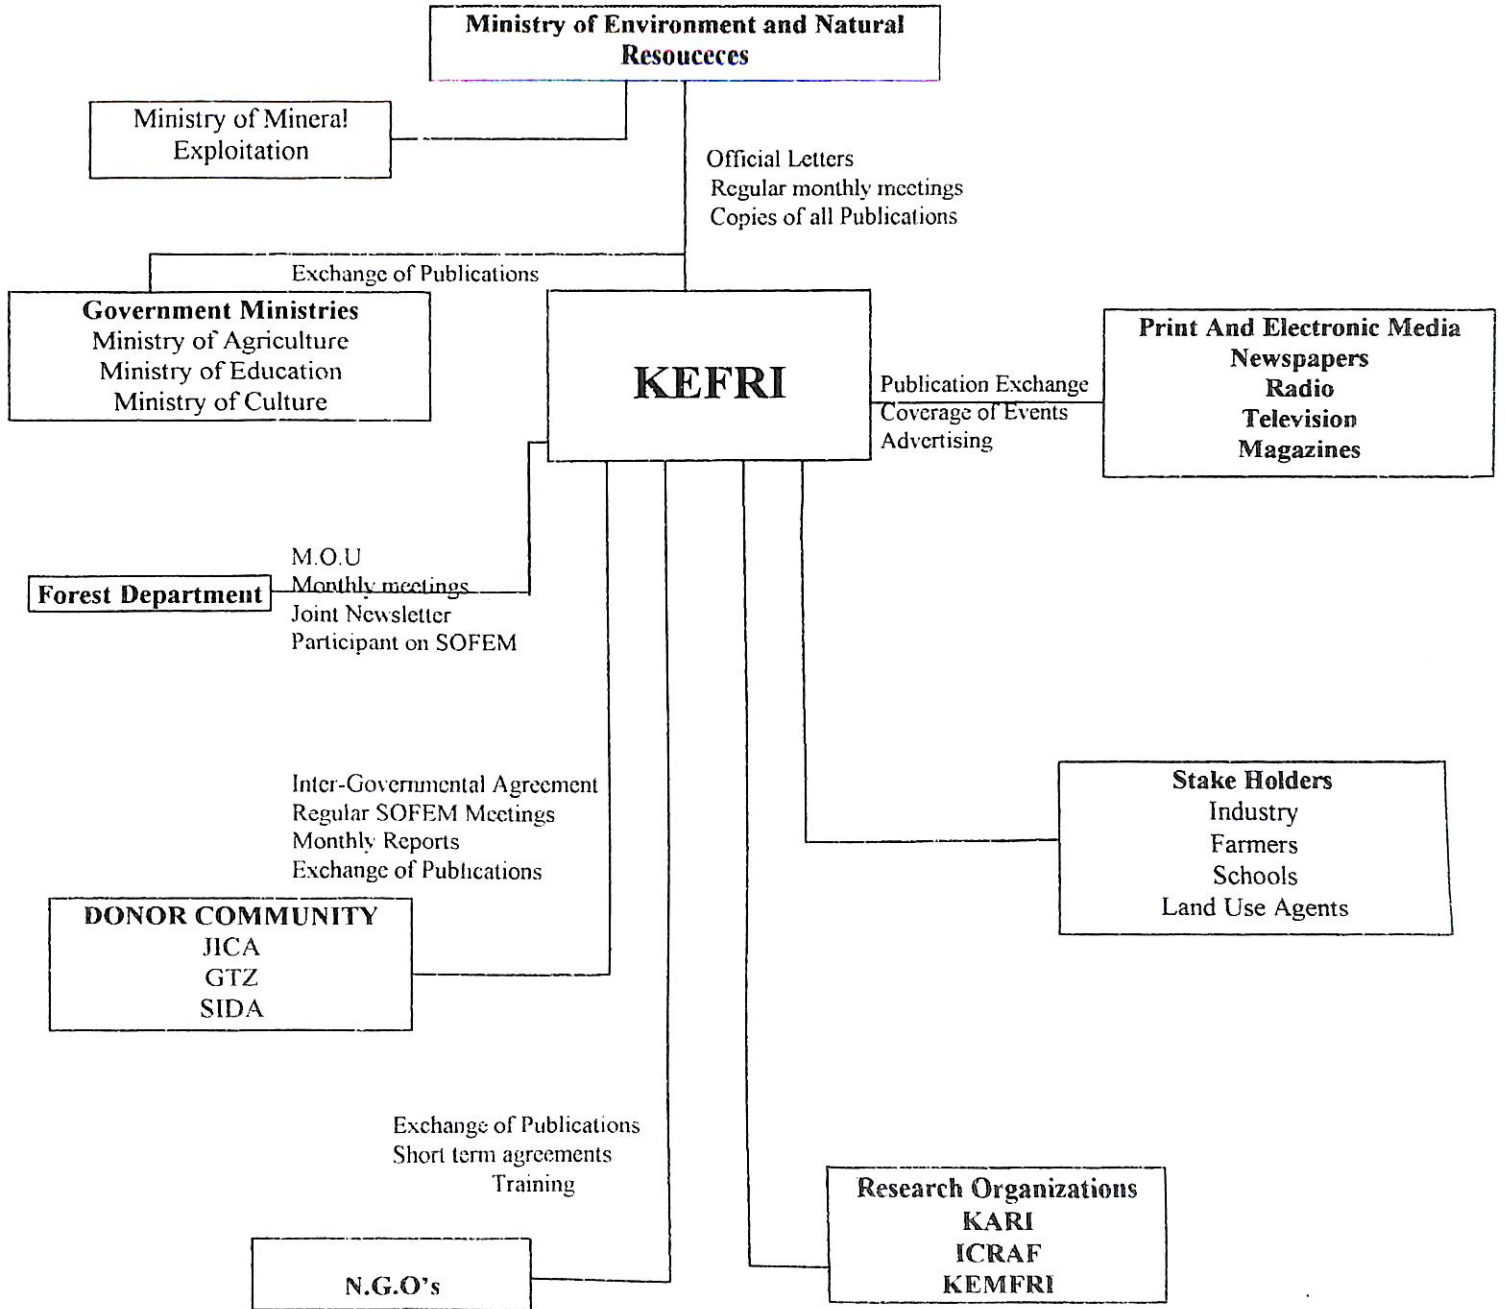 Ministry of Environment and Natural
Resouceces
Ministry of Mineral
Exploitation
Official Letters
Regular monthly meetings
Copies of all Publications
Exchange of Publications
Government Ministries
Ministry of Agriculture
Ministry of Education
Ministry of Culture
KEFRI
Publication Exchange
Coverage of Events
Advertising
Print And Electronic Media
Newspapers
Radio
Television
Magazines
Forest Department
M.O.U
Monthly meetings
Joint Newsletter
Participant on SOFEM
Inter-Governmental Agreement
Regular SOFEM Meetings
Monthly Reports
Exchange of Publications
DONOR COMMUNITY
JICA
GTZ
SIDA
Stake Holders
Industry
Farmers
Schools
Land Use Agents
Exchange of Publications
Short term agreements
Training
N.G.O's
Research Organizations
KARI
ICRAF
KEMFRI